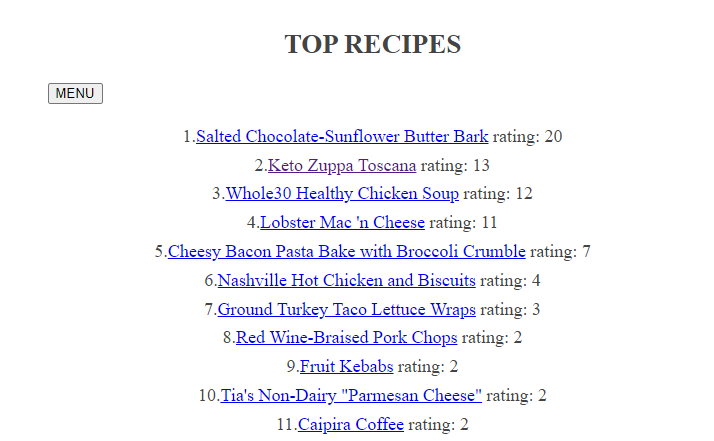 TOP RECIPES
MENU
1.Salted Chocolate-Sunflower Butter Bark rating: 20
2.Keto Zuppa Toscana rating: 13
3.Whole30 Healthy Chicken Soup rating: 12
4.Lobster Mac 'n Cheese rating: 11
5.Cheesy Bacon Pasta Bake with Broccoli Crumble rating: 7
6.Nashville Hot Chicken and Biscuits rating: 4
7.Ground Turkey Taco Lettuce Wraps rating: 3
8.Red Wine-Braised Pork Chops rating: 2
9.Fruit Kebabs rating: 2
10.Tia's Non-Dairy "Parmesan Cheese" rating: 2
11.Caipira Coffee rating: 2